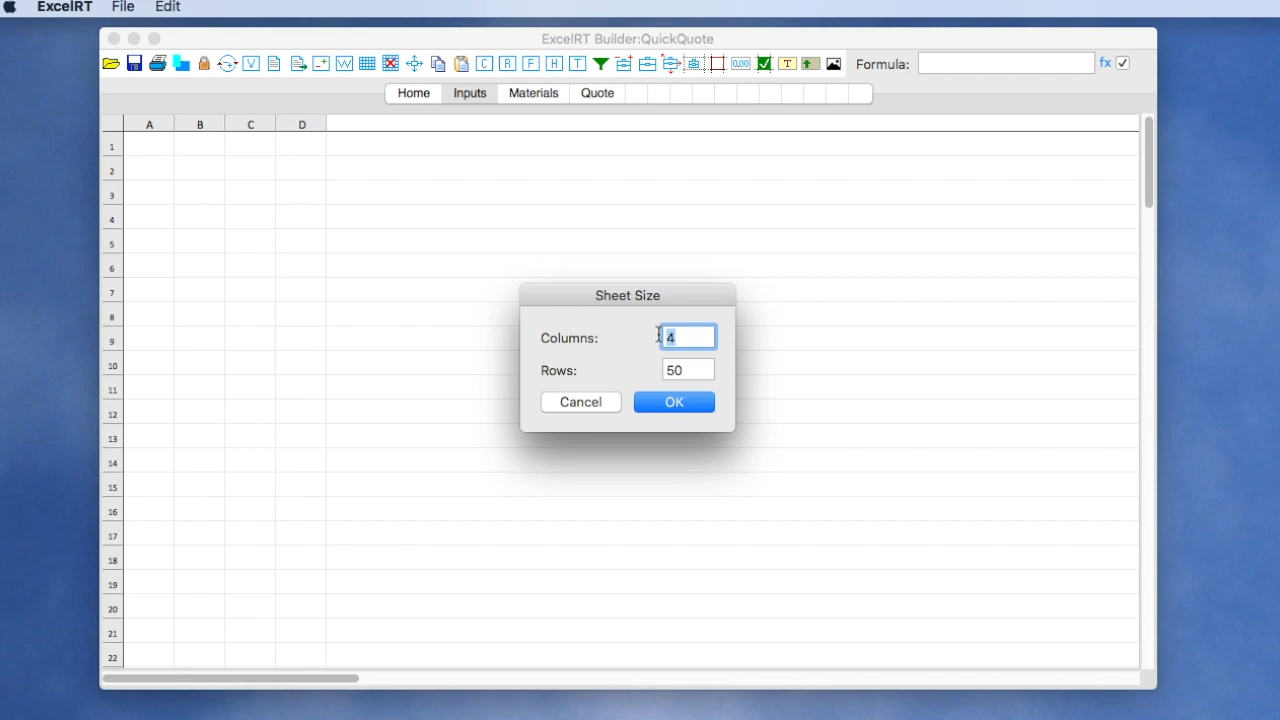 ExcelRT File Edit
ExcelRT Builder:QuickQuote
V C R F H T 0.00 T Formula: fx
Home Inputs Materials Quote
A B C D
1
2
3
4
5
6
7
8
9
10
11
12
13
14
15
16
17
18
19
20
21
22
Sheet Size
Columns: 4
Rows: 50
Cancel OK